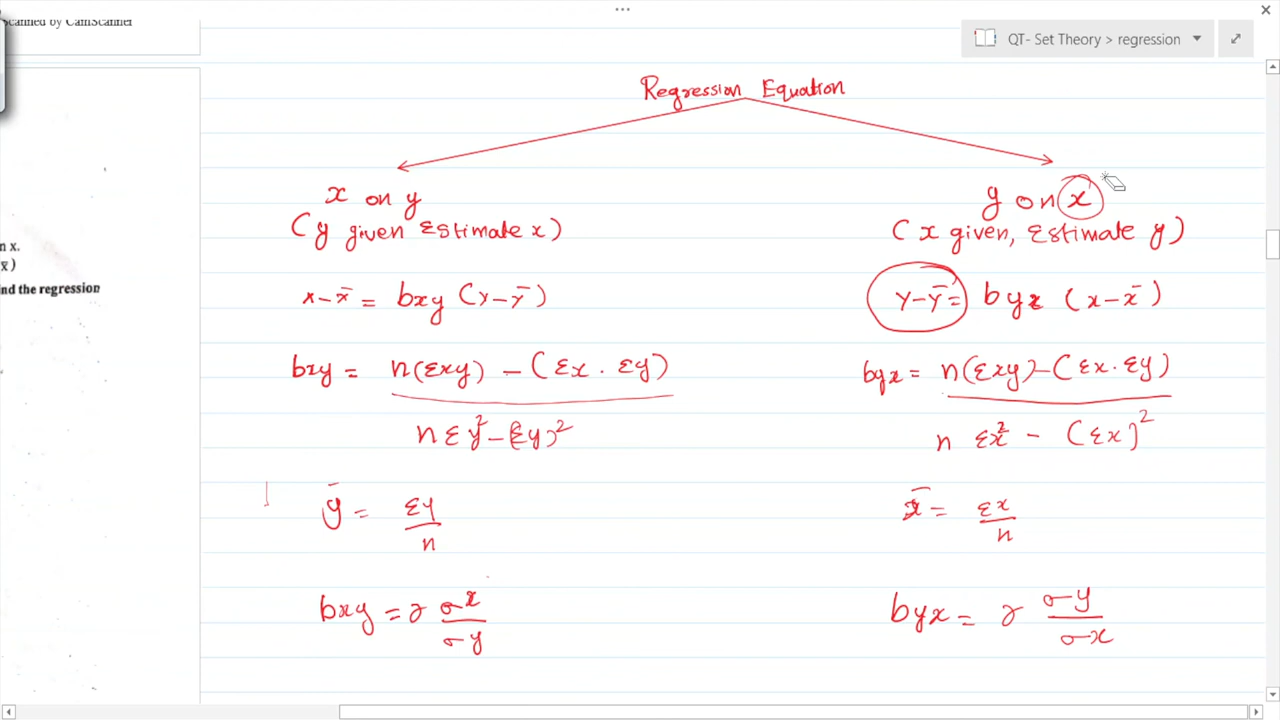 Scanned by CamScanner
QT- Set Theory > regression
n x.
x̄ )
nd the regression
Regression Equation
x on y
(y given Estimate x)
x-x̄ = bxy (y-ȳ)
bxy = n(Σxy) - (Σx . Σy)
nΣy²-(Σy)²
ȳ = Σy
n
bxy = r σx
σy
y on x
(x given, Estimate y)
y-ȳ = byx (x-x̄)
byx = n(Σxy)-(Σx.Σy)
n Σx² - (Σx)²
x̄ = Σx
n
byx = r σy
σx